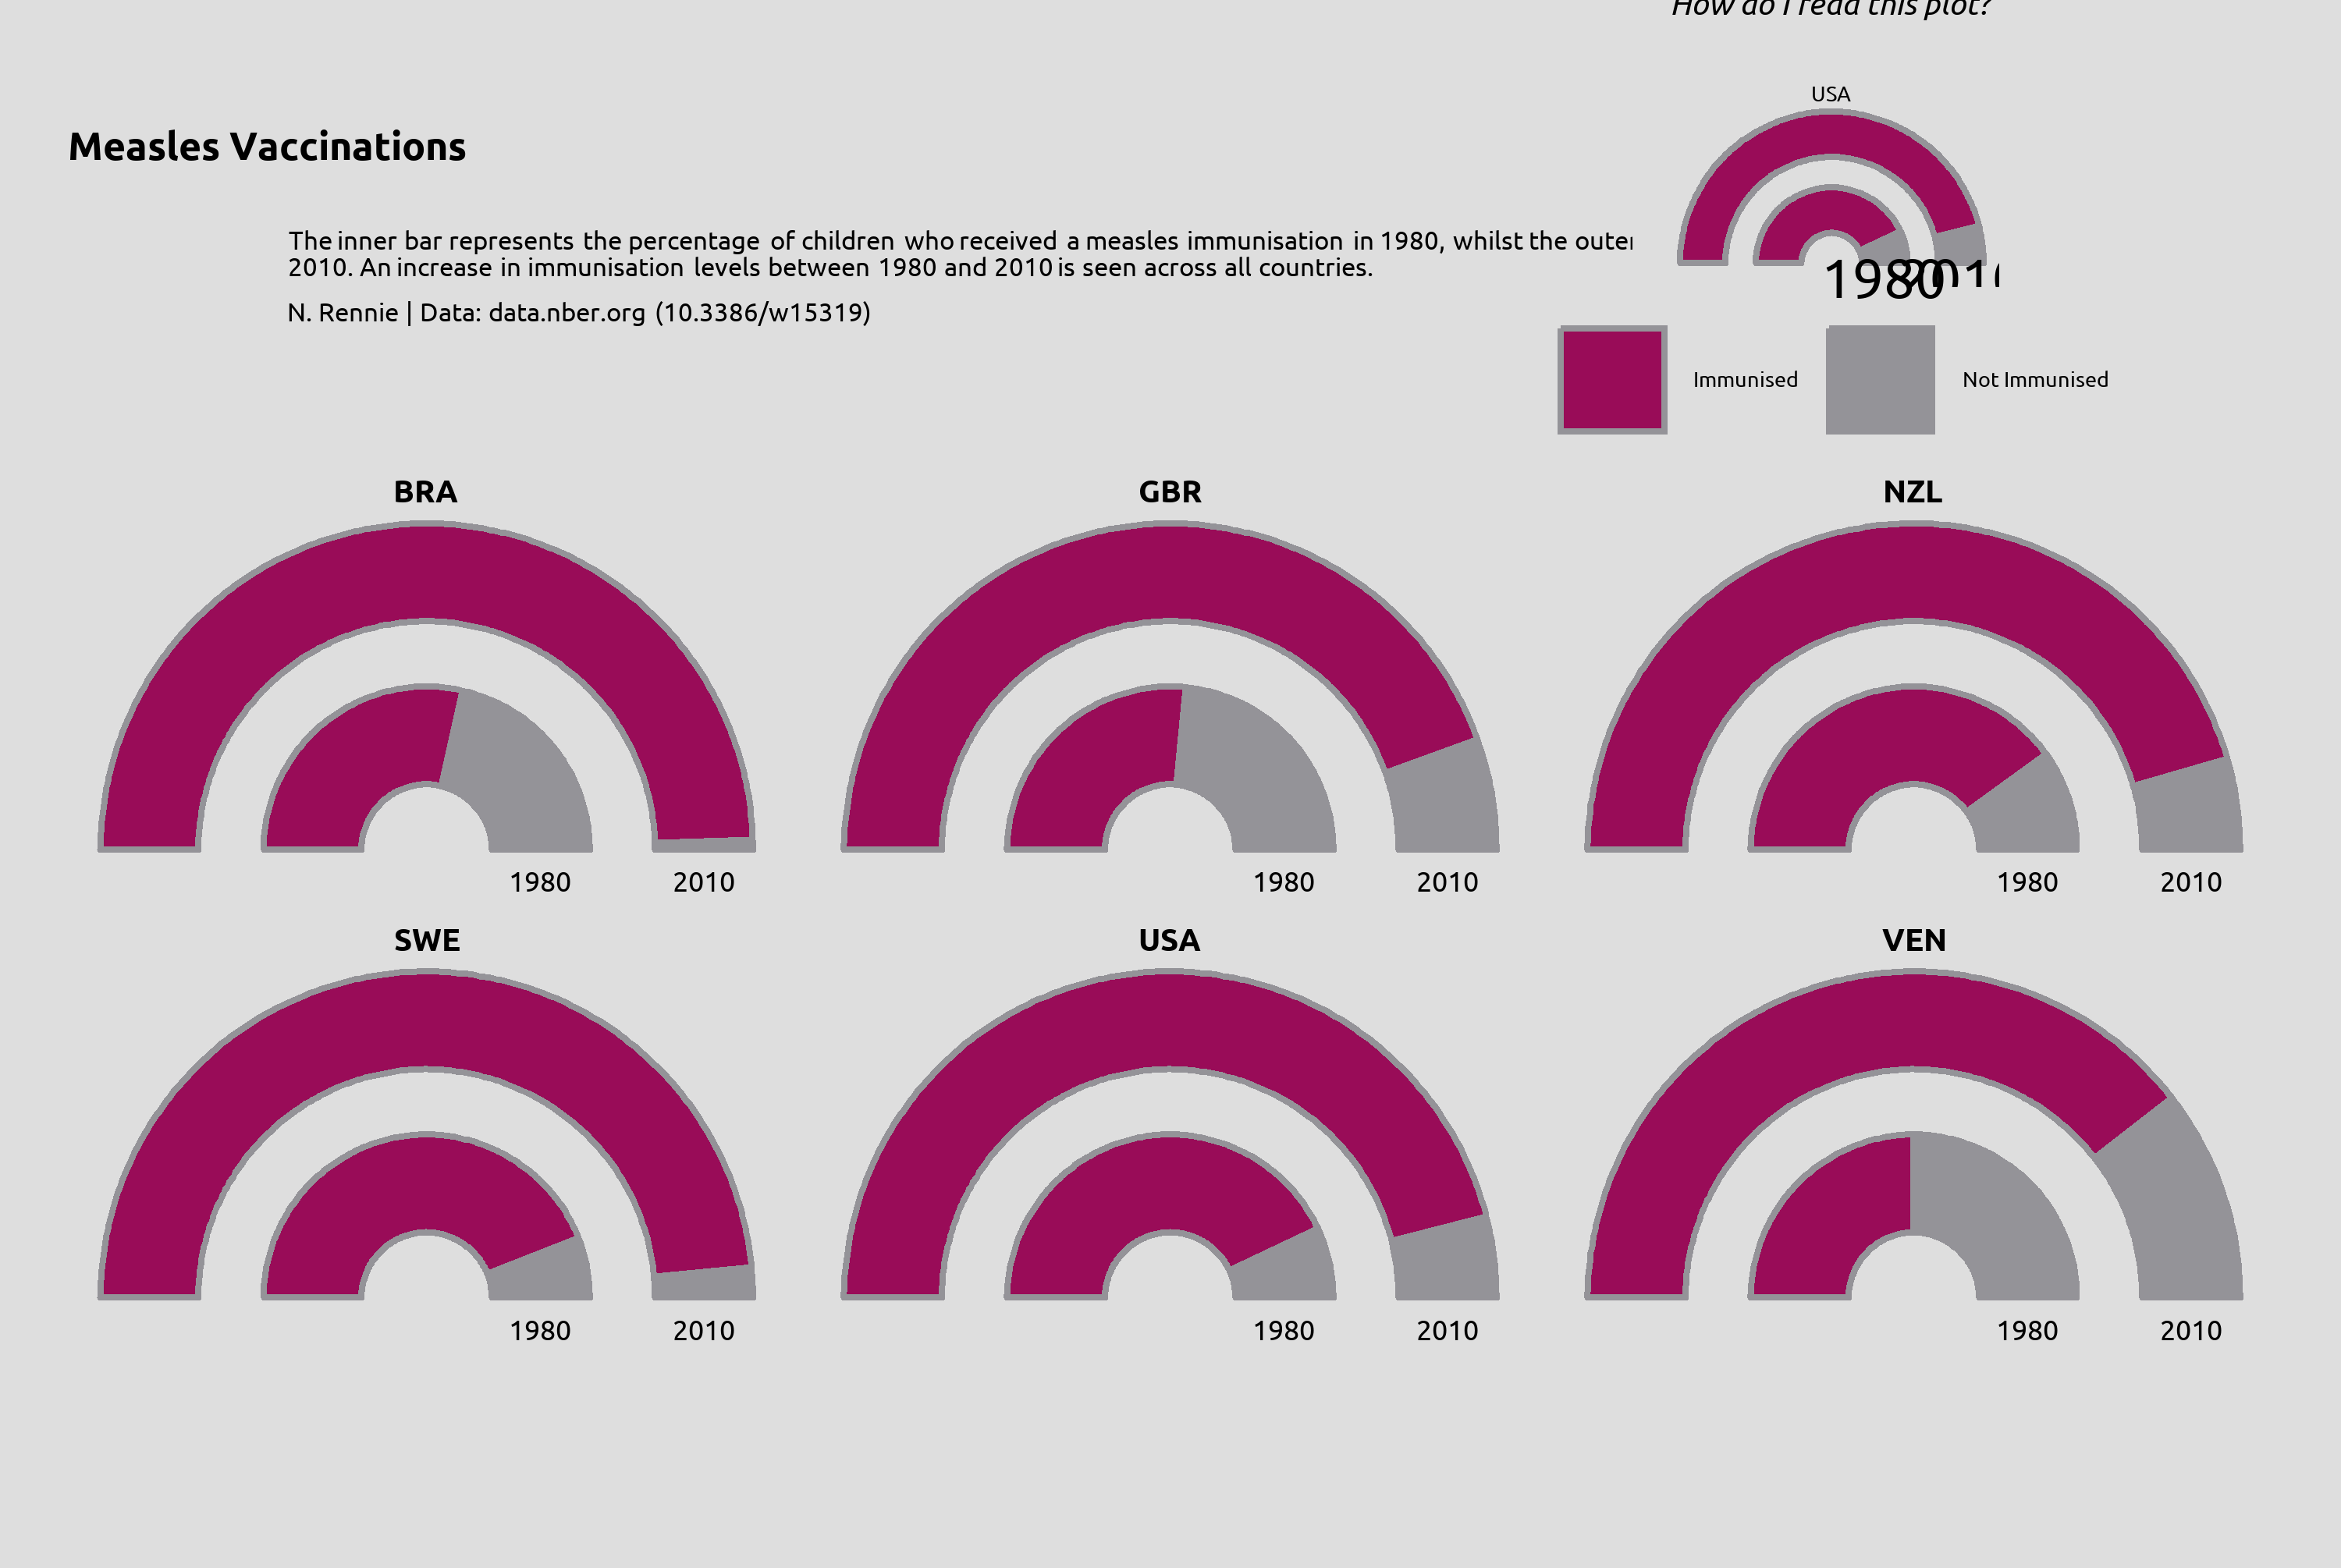 How do I read this plot?
USA
Measles Vaccinations
The inner bar represents the percentage of children who received a measles immunisation in 1980, whilst the outer
2010. An increase in immunisation levels between 1980 and 2010 is seen across all countries.
1980
2010
N. Rennie | Data: data.nber.org (10.3386/w15319)
Immunised
Not Immunised
BRA
GBR
NZL
1980 2010
1980 2010
1980 2010
SWE
USA
VEN
1980 2010
1980 2010
1980 2010